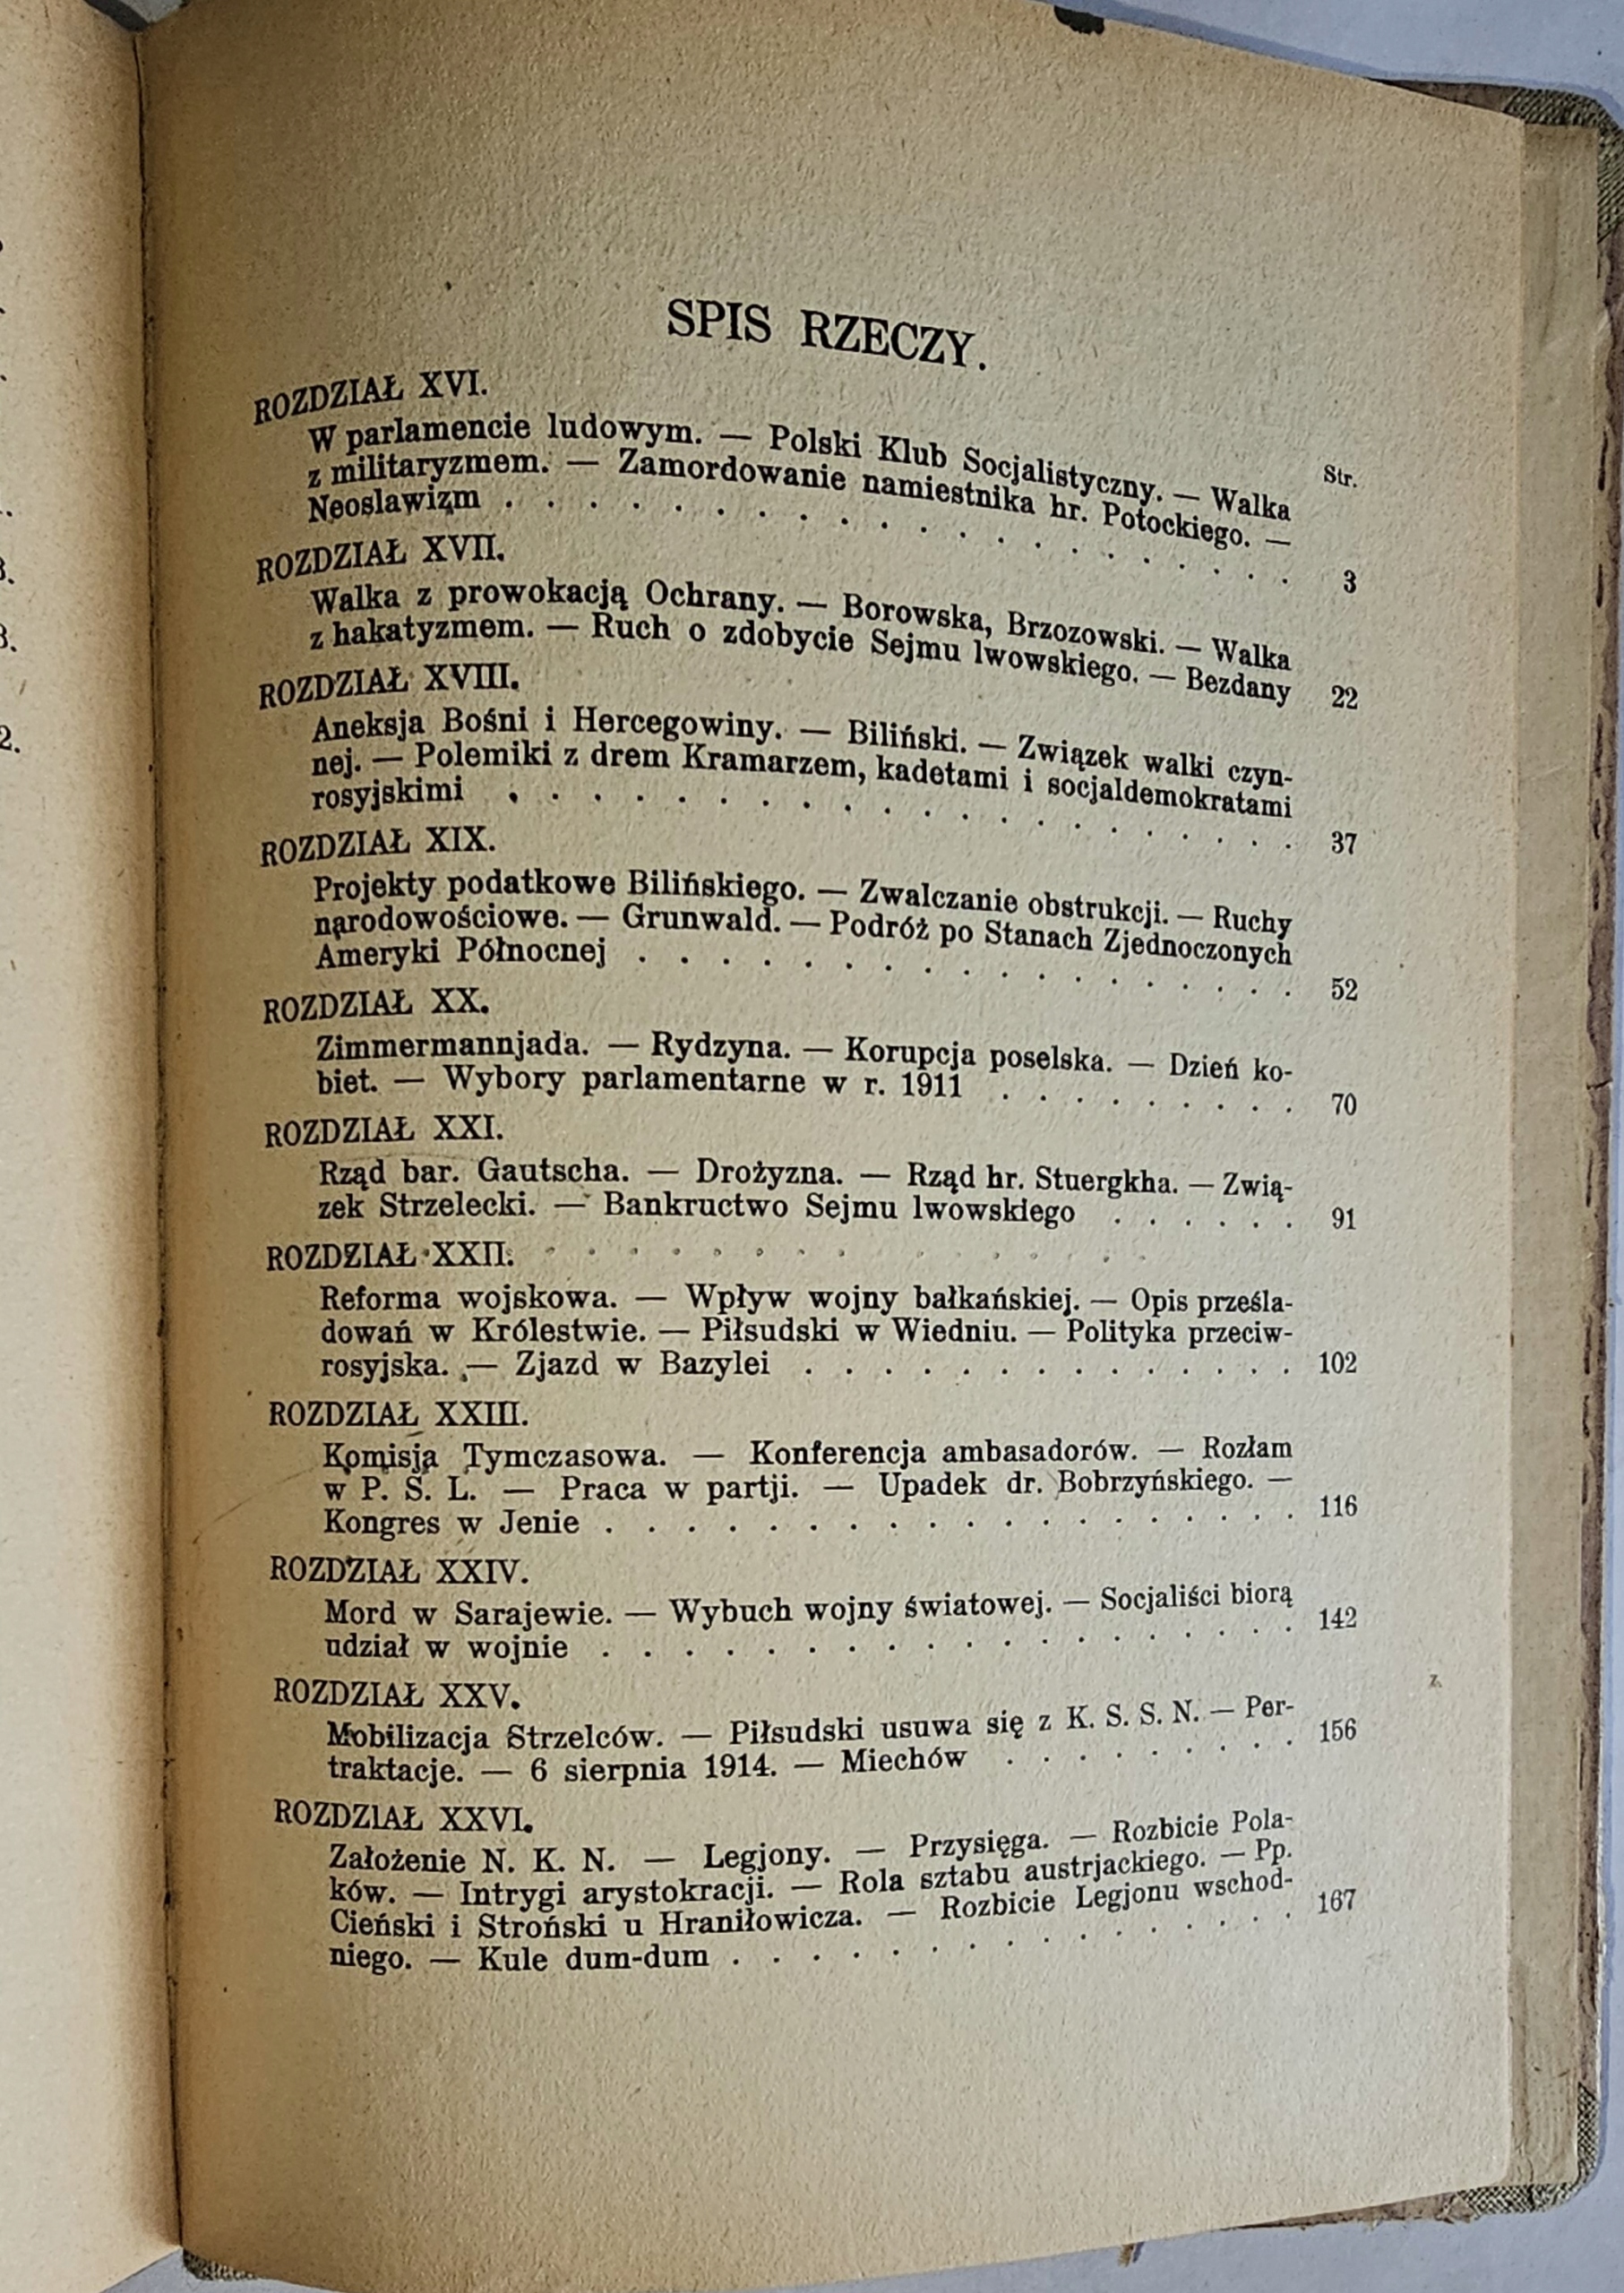 SPIS RZECZY.
Str.
ROZDZIAŁ XVI.
W parlamencie ludowym. — Polski Klub Socjalistyczny. — Walka
z militaryzmem. — Zamordowanie namiestnika hr. Potockiego. —
Neoslawizm . . . . . . . . . . . . . . . . . . . . 3
ROZDZIAŁ XVII.
Walka z prowokacją Ochrany. — Borowska, Brzozowski. — Walka
z hakatyzmem. — Ruch o zdobycie Sejmu lwowskiego. — Bezdany 22
ROZDZIAŁ XVIII.
Aneksja Bośni i Hercegowiny. — Biliński. — Związek walki czyn-
nej. — Polemiki z drem Kramarzem, kadetami i socjaldemokratami
rosyjskimi . . . . . . . . . . . . . . . . . . . . 37
ROZDZIAŁ XIX.
Projekty podatkowe Bilińskiego. — Zwalczanie obstrukcji. — Ruchy
narodowościowe. — Grunwald. — Podróż po Stanach Zjednoczonych
Ameryki Północnej . . . . . . . . . . . . . . . . . 52
ROZDZIAŁ XX.
Zimmermannjada. — Rydzyna. — Korupcja poselska. — Dzień ko-
biet. — Wybory parlamentarne w r. 1911 . . . . . . . . 70
ROZDZIAŁ XXI.
Rząd bar. Gautscha. — Drożyzna. — Rząd hr. Stuergkha. — Zwią-
zek Strzelecki. — Bankructwo Sejmu lwowskiego . . . . . . 91
ROZDZIAŁ XXII.
Reforma wojskowa. — Wpływ wojny bałkańskiej. — Opis prześla-
dowań w Królestwie. — Piłsudski w Wiedniu. — Polityka przeciw-
rosyjska. — Zjazd w Bazylei . . . . . . . . . . . . . 102
ROZDZIAŁ XXIII.
Komisja Tymczasowa. — Konferencja ambasadorów. — Rozłam
w P. S. L. — Praca w partji. — Upadek dr. Bobrzyńskiego. —
Kongres w Jenie . . . . . . . . . . . . . . . . . . 116
ROZDZIAŁ XXIV.
Mord w Sarajewie. — Wybuch wojny światowej. — Socjaliści biorą
udział w wojnie . . . . . . . . . . . . . . . . . . 142
ROZDZIAŁ XXV.
Mobilizacja Strzelców. — Piłsudski usuwa się z K. S. S. N. — Per-
traktacje. — 6 sierpnia 1914. — Miechów . . . . . . . . 156
ROZDZIAŁ XXVI.
Założenie N. K. N. — Legjony. — Przysięga. — Rozbicie Pola-
ków. — Intrygi arystokracji. — Rola sztabu austrjackiego. — Pp.
Cieński i Stroński u Hraniłowicza. — Rozbicie Legjonu wschod-
niego. — Kule dum-dum . . . . . . . . . . . . . . . 167